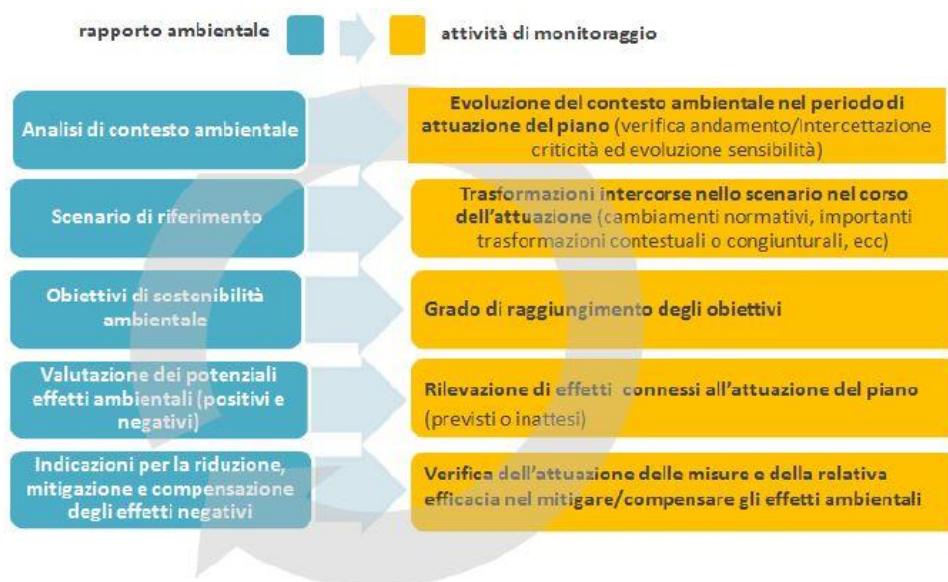 rapporto ambientale
attività di monitoraggio
Analisi di contesto ambientale
Evoluzione del contesto ambientale nel periodo di
attuazione del piano (verifica andamento/intercettazione
criticità ed evoluzione sensibilità)
Scenario di riferimento
Trasformazioni intercorse nello scenario nel corso
dell'attuazione (cambiamenti normativi, importanti
trasformazioni contestuali o congiunturali, ecc)
Obiettivi di sostenibilità
ambientale
Grado di raggiungimento degli obiettivi
Valutazione dei potenziali
effetti ambientali (positivi e
negativi)
Rilevazione di effetti connessi all'attuazione del piano
(previsti o inattesi)
Indicazioni per la riduzione,
mitigazione e compensazione
degli effetti negativi
Verifica dell'attuazione delle misure e della relativa
efficacia nel mitigare/compensare gli effetti ambientali